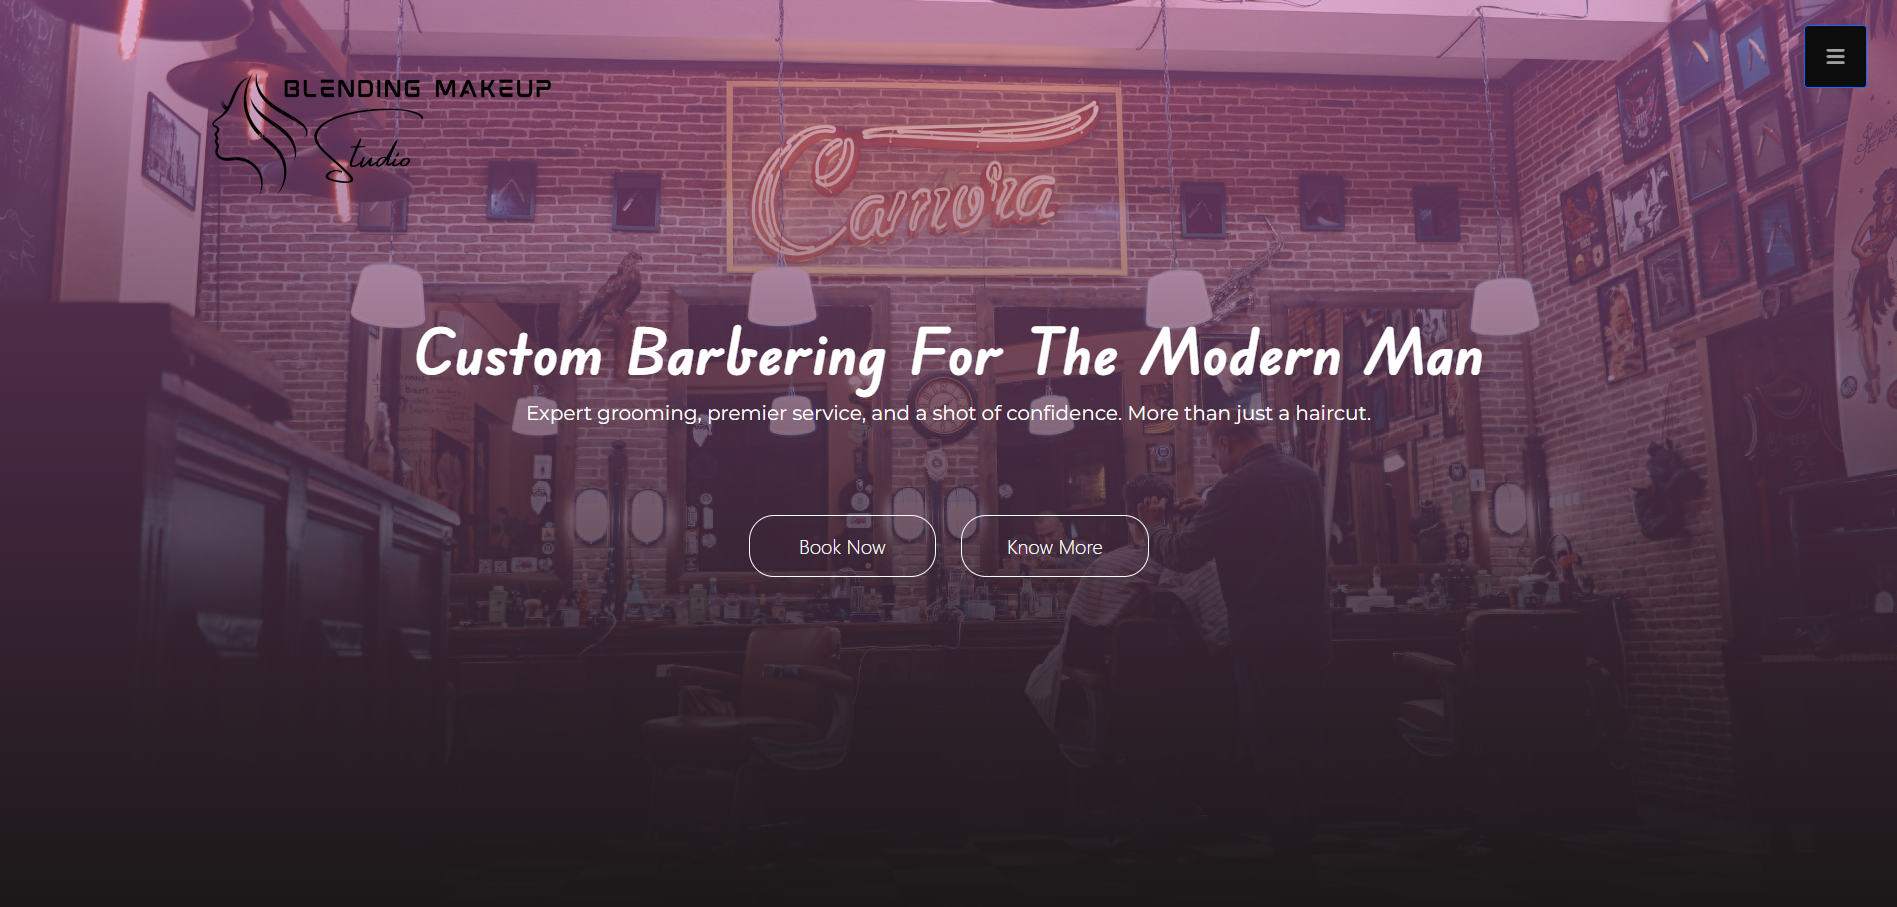 BLENDING MAKEUP
Studio
Custom Barbering For The Modern Man
Expert grooming, premier service, and a shot of confidence. More than just a haircut.
Book Now
Know More